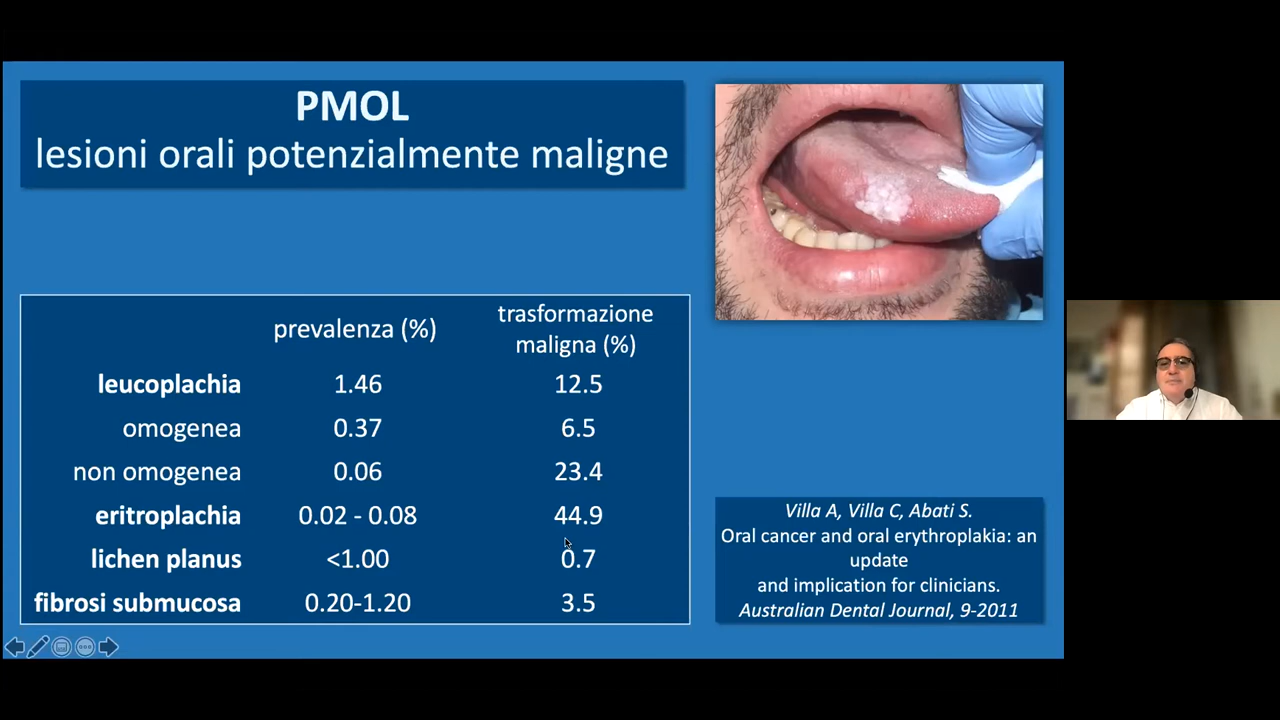 PMOL
lesioni orali potenzialmente maligne
prevalenza (%)
trasformazione
maligna (%)
leucoplachia 1.46 12.5
omogenea 0.37 6.5
non omogenea 0.06 23.4
eritroplachia 0.02 - 0.08 44.9
lichen planus <1.00 0.7
fibrosi submucosa 0.20-1.20 3.5
Villa A, Villa C, Abati S.
Oral cancer and oral erythroplakia: an
update
and implication for clinicians.
Australian Dental Journal, 9-2011